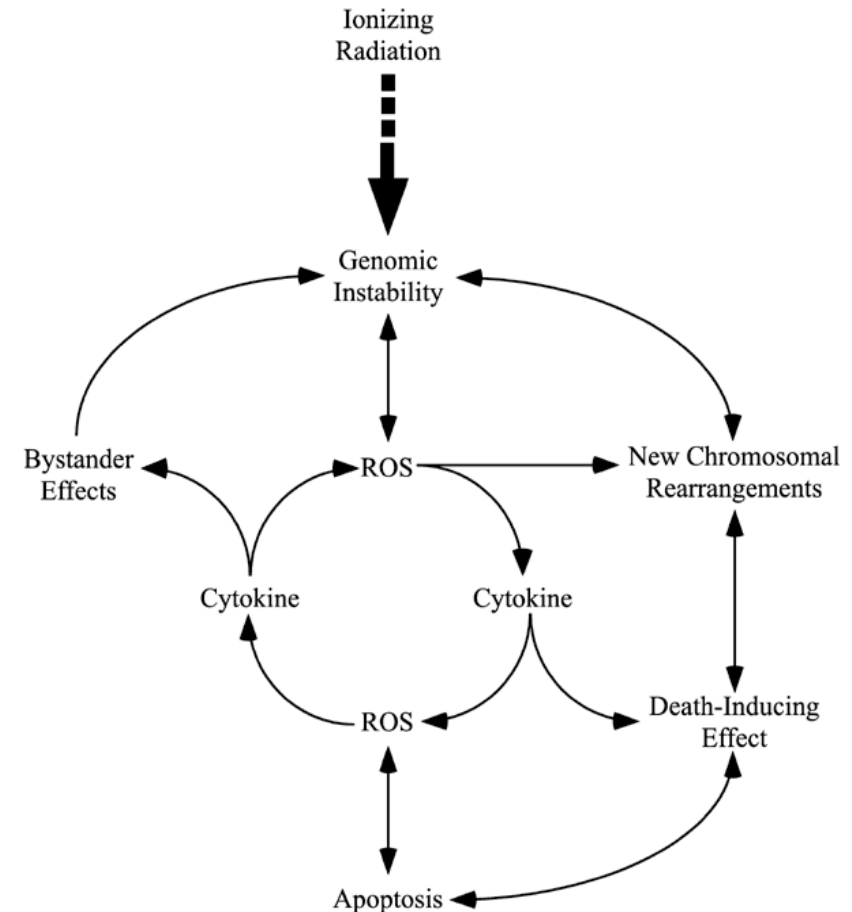 Ionizing
Radiation
Genomic
Instability
Bystander
Effects
ROS
New Chromosomal
Rearrangements
Cytokine
Cytokine
ROS
Death-Inducing
Effect
Apoptosis